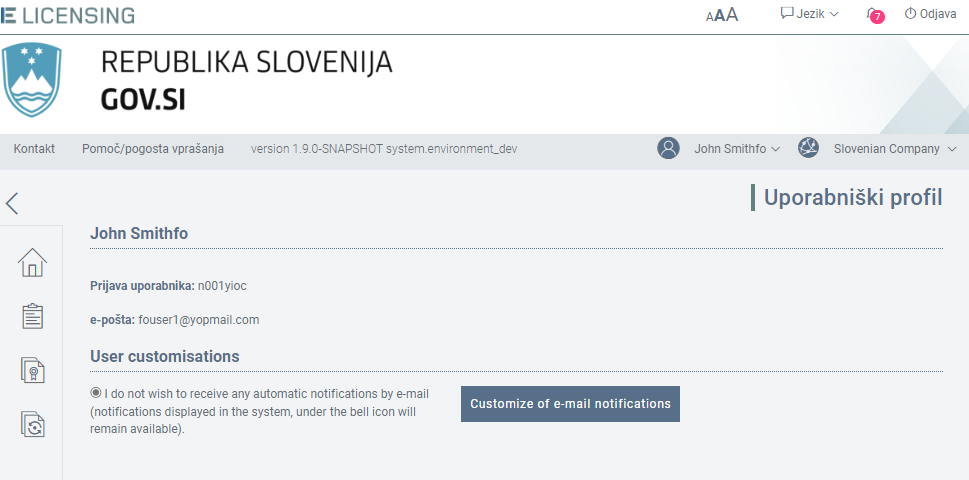 E LICENSING
AAA
Jezik
7
Odjava
REPUBLIKA SLOVENIJA
GOV.SI
Kontakt
Pomoč/pogosta vprašanja
version 1.9.0-SNAPSHOT system.environment_dev
John Smithfo
Slovenian Company
Uporabniški profil
John Smithfo
Prijava uporabnika: n001yioc
e-pošta: fouser1@yopmail.com
User customisations
I do not wish to receive any automatic notifications by e-mail
(notifications displayed in the system, under the bell icon will
remain available).
Customize of e-mail notifications